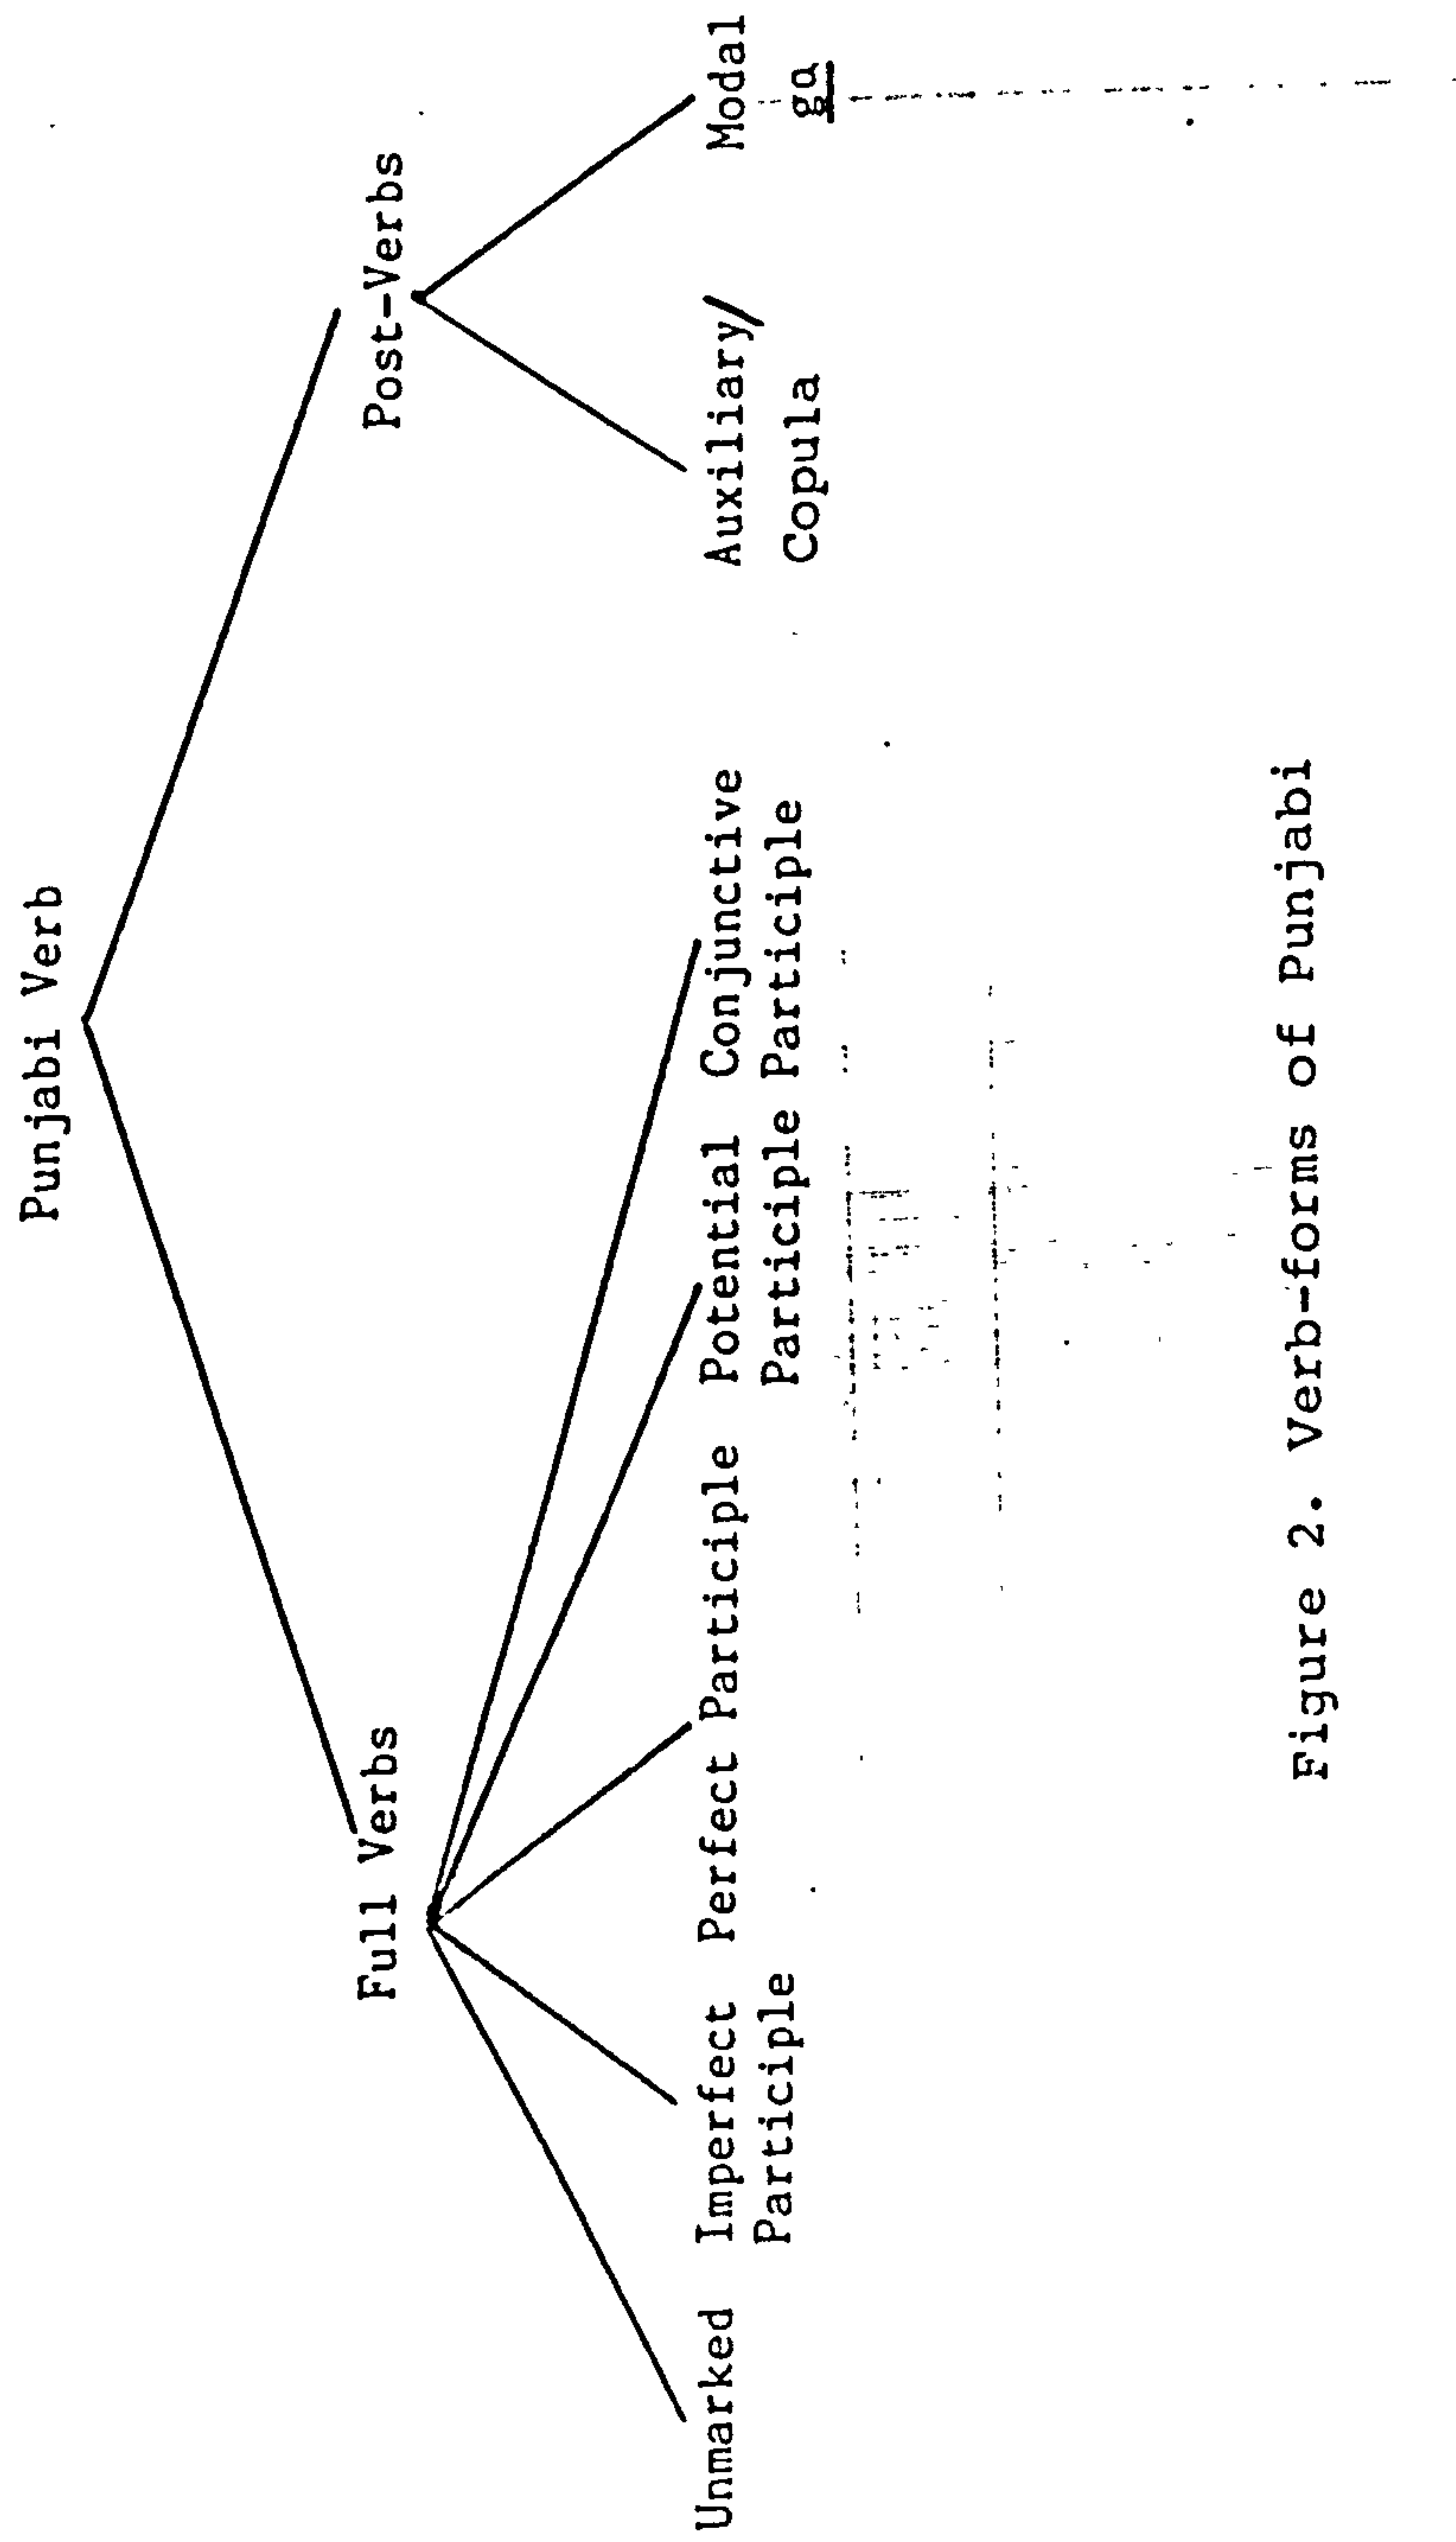 Punjabi Verb
Full Verbs
Post-Verbs
Unmarked
Imperfect
Participle
Perfect Participle
Potential
Participle
Conjunctive
Participle
Auxiliary/
Copula
Modal
gɑ
Figure 2. Verb-forms of Punjabi